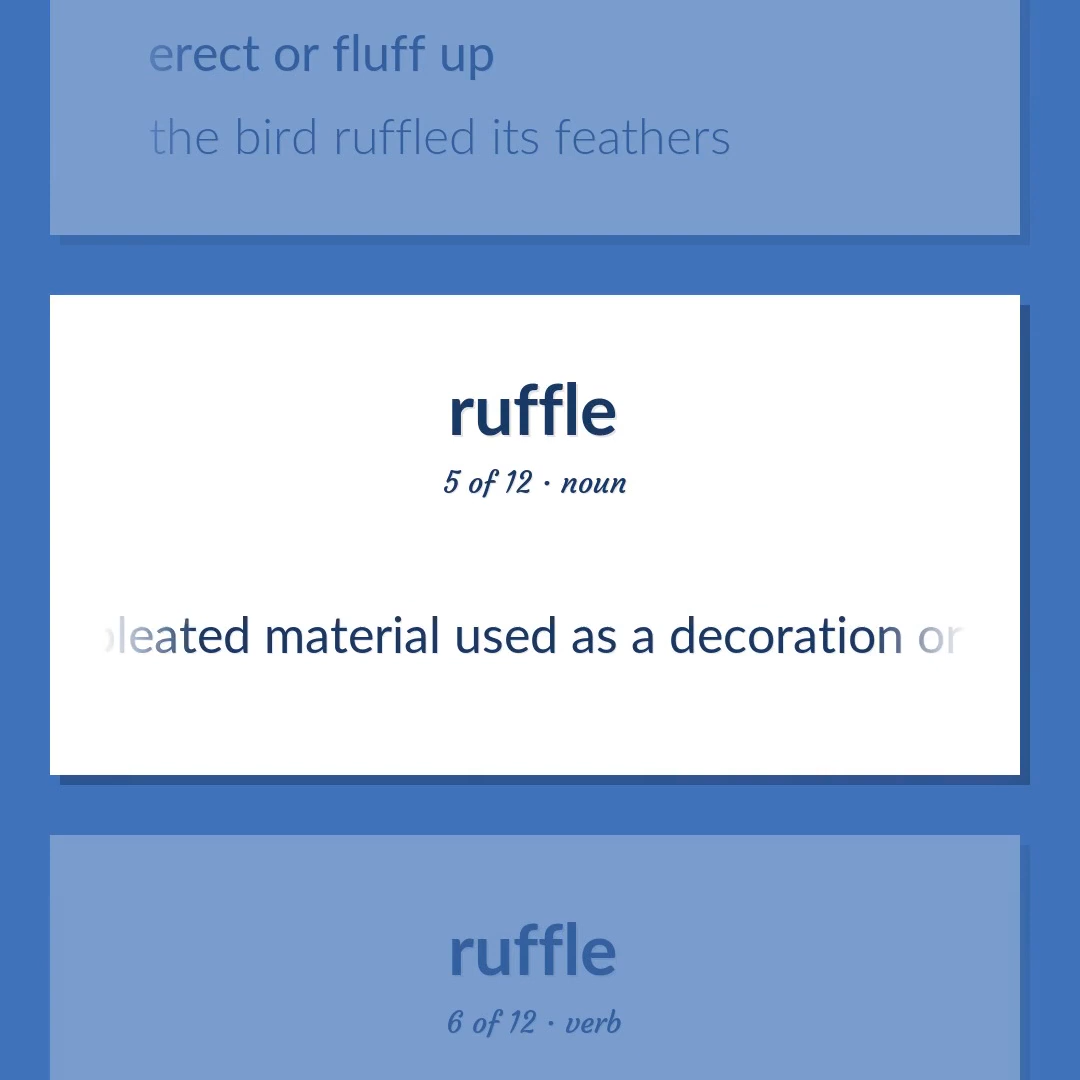 erect or fluff up
the bird ruffled its feathers
ruffle
5 of 12 · noun
material used as a decoration or
ruffle
6 of 12 · verb